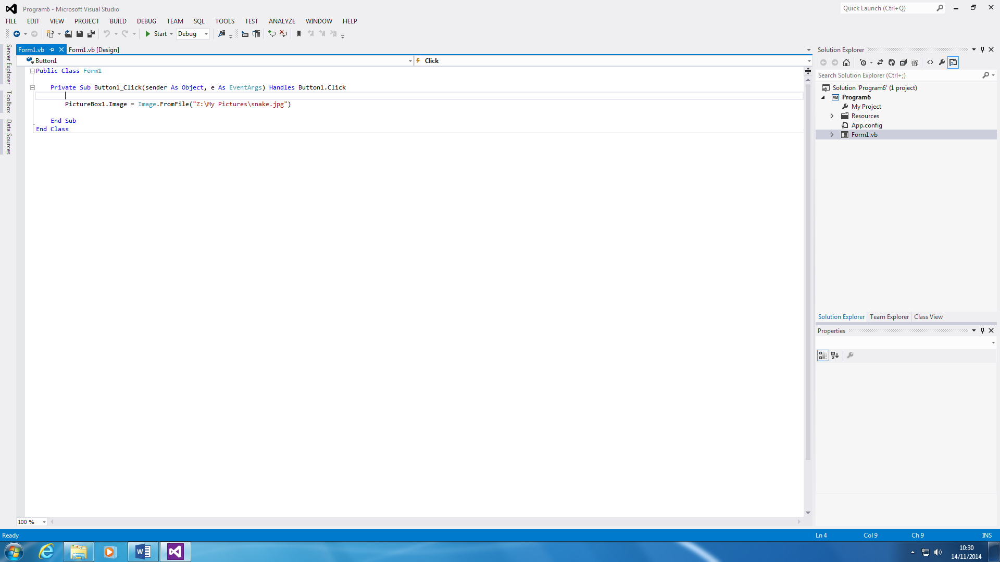 Program6 - Microsoft Visual Studio
Quick Launch (Ctrl+Q)
FILE EDIT VIEW PROJECT BUILD DEBUG TEAM SQL TOOLS TEST ANALYZE WINDOW HELP
Start Debug
Server Explorer
Toolbox
Data Sources
Form1.vb Form1.vb [Design]
Button1 Click
Public Class Form1
Private Sub Button1_Click(sender As Object, e As EventArgs) Handles Button1.Click
PictureBox1.Image = Image.FromFile("Z:\My Pictures\snake.jpg")
End Sub
End Class
100 %
Solution Explorer
Search Solution Explorer (Ctrl+;)
Solution 'Program6' (1 project)
VB Program6
My Project
Resources
App.config
Form1.vb
Solution Explorer Team Explorer Class View
Properties
Ready Ln 4 Col 9 Ch 9 INS
10:30
14/11/2014